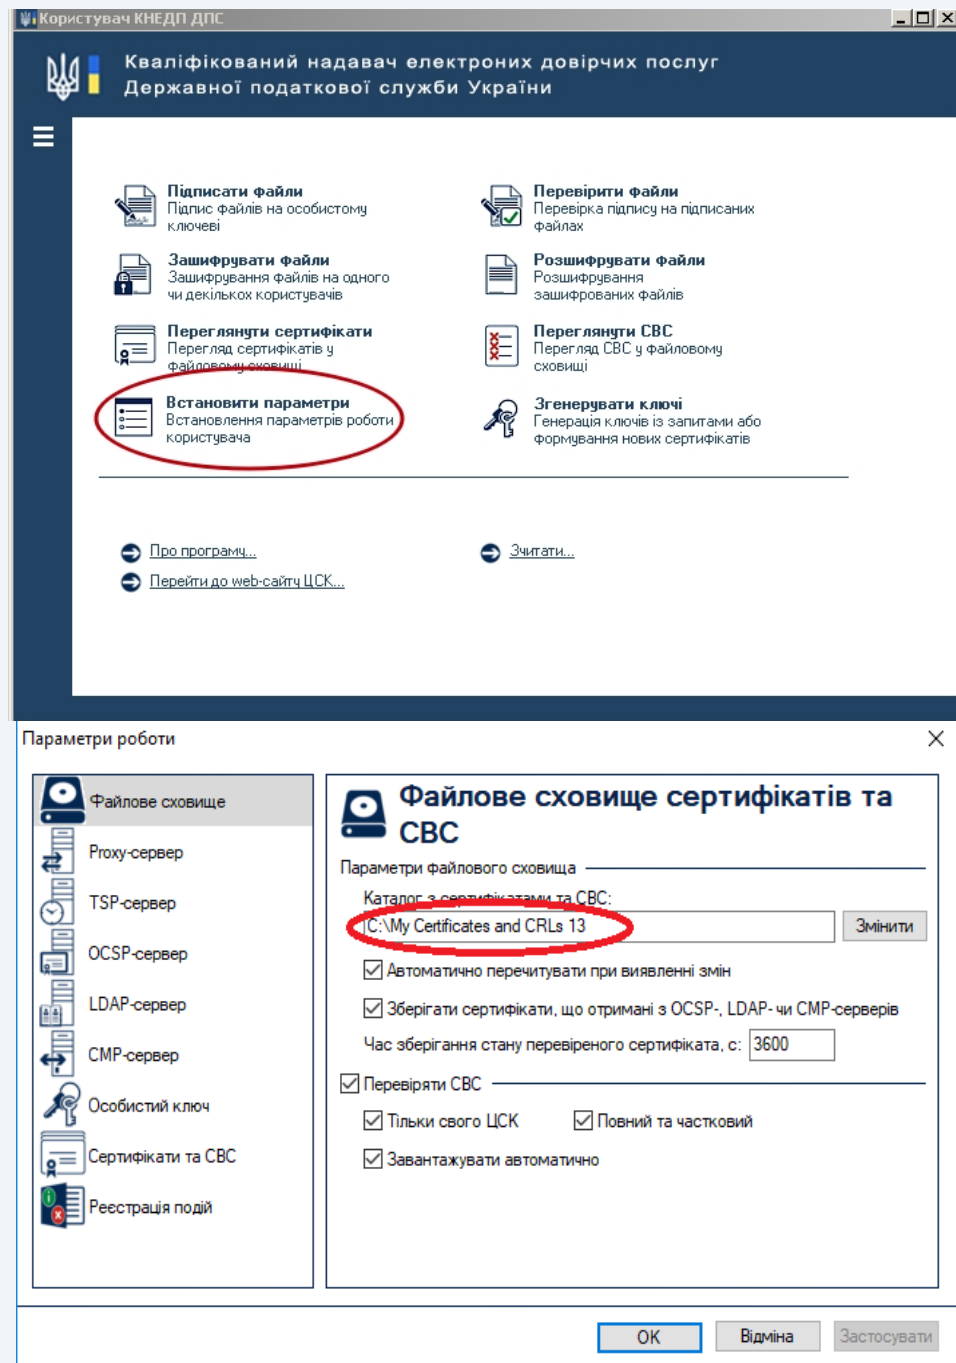 Користувач КНЕДП ДПС
Кваліфікований надавач електроних довірчих послуг
Державної податкової служби України
Підписати файли
Підпис файлів на особистому
ключеві
Перевірити файли
Перевірка підпису на підписаних
файлах
Зашифрувати файли
Зашифрування файлів на одного
чи декількох користувачів
Розшифрувати файли
Розшифрування
зашифрованих файлів
Переглянути сертифікати
Перегляд сертифікатів у
файловому сховищі
Переглянути СВС
Перегляд СВС у файловому
сховищі
Встановити параметри
Встановлення параметрів роботи
користувача
Згенерувати ключі
Генерація ключів із запитами або
формування нових сертифікатів
Про програму...
Зчитати...
Перейти до web-сайту ЦСК...
Параметри роботи
Файлове сховище
Proxy-сервер
TSP-сервер
OCSP-сервер
LDAP-сервер
CMP-сервер
Особистий ключ
Сертифікати та СВС
Реєстрація подій
Файлове сховище сертифікатів та
СВС
Параметри файлового сховища
Каталог з сертифікатами та СВС:
C:\My Certificates and CRLs 13
Змінити
Автоматично перечитувати при виявленні змін
Зберігати сертифікати, що отримані з OCSP-, LDAP- чи CMP-серверів
Час зберігання стану перевіреного сертифіката, с: 3600
Перевіряти СВС
Тільки свого ЦСК
Повний та частковий
Завантажувати автоматично
OK
Відміна
Застосувати